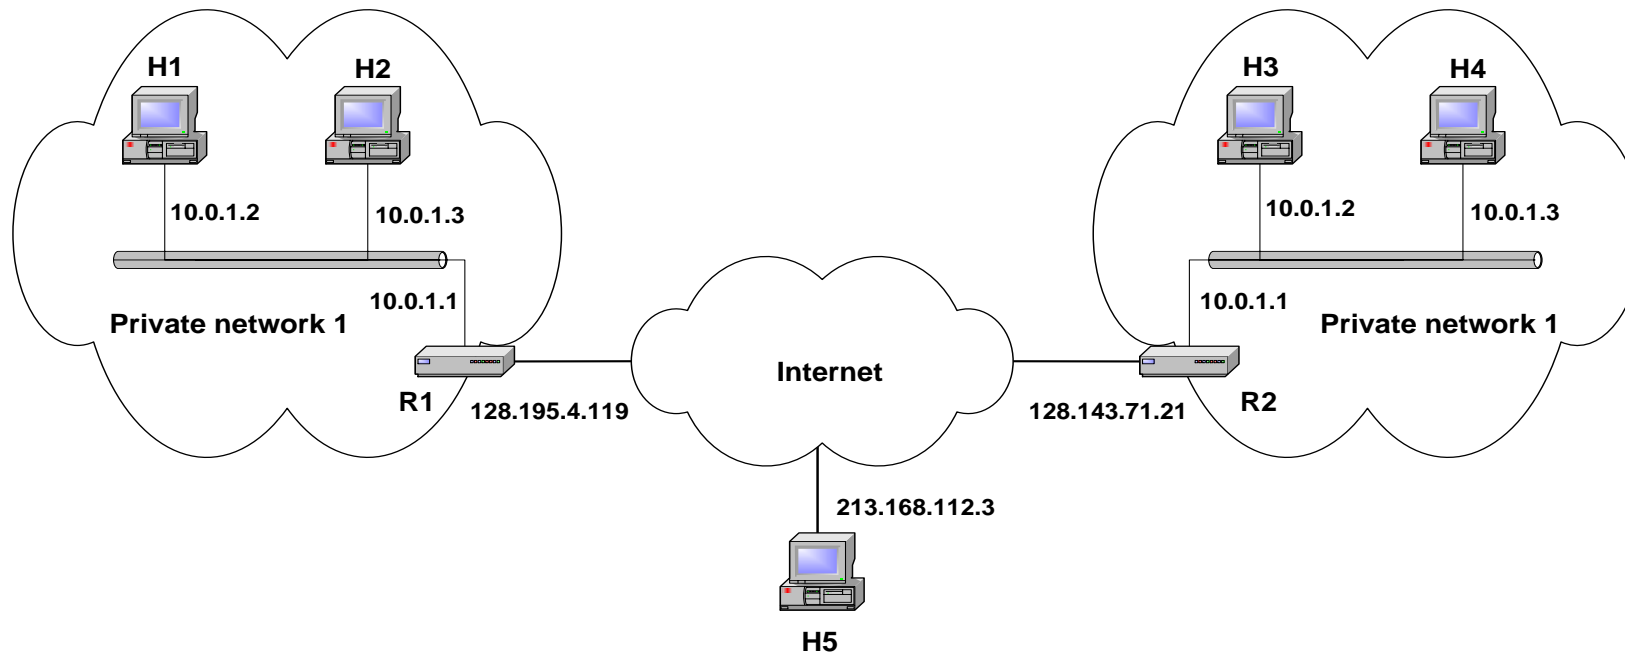 H1
H2
H3
H4
10.0.1.2
10.0.1.3
10.0.1.2
10.0.1.3
10.0.1.1
10.0.1.1
Private network 1
Private network 1
Internet
R1
128.195.4.119
128.143.71.21
R2
213.168.112.3
H5